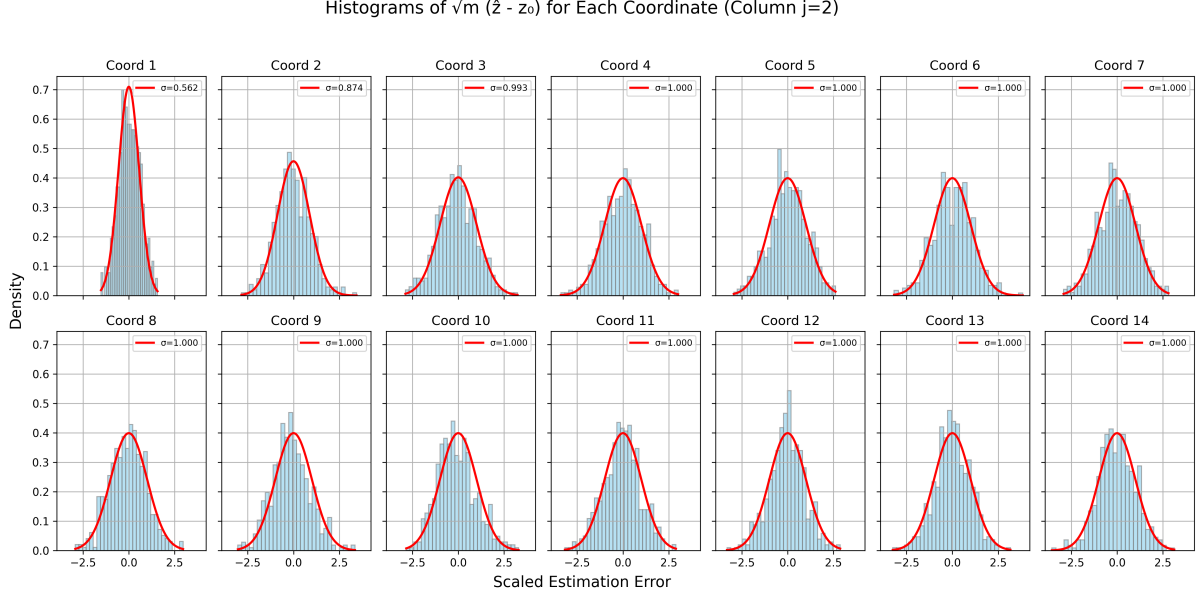 Histograms of √m (ẑ - z₀) for Each Coordinate (Column j=2)
Coord 1 Coord 2 Coord 3 Coord 4 Coord 5 Coord 6 Coord 7
σ=0.562 σ=0.874 σ=0.993 σ=1.000 σ=1.000 σ=1.000 σ=1.000
0.7
0.6
0.5
0.4
0.3
0.2
0.1
0.0
Density
Coord 8 Coord 9 Coord 10 Coord 11 Coord 12 Coord 13 Coord 14
σ=1.000 σ=1.000 σ=1.000 σ=1.000 σ=1.000 σ=1.000 σ=1.000
0.7
0.6
0.5
0.4
0.3
0.2
0.1
0.0
−2.5 0.0 2.5 −2.5 0.0 2.5 −2.5 0.0 2.5 −2.5 0.0 2.5 −2.5 0.0 2.5 −2.5 0.0 2.5 −2.5 0.0 2.5
Scaled Estimation Error